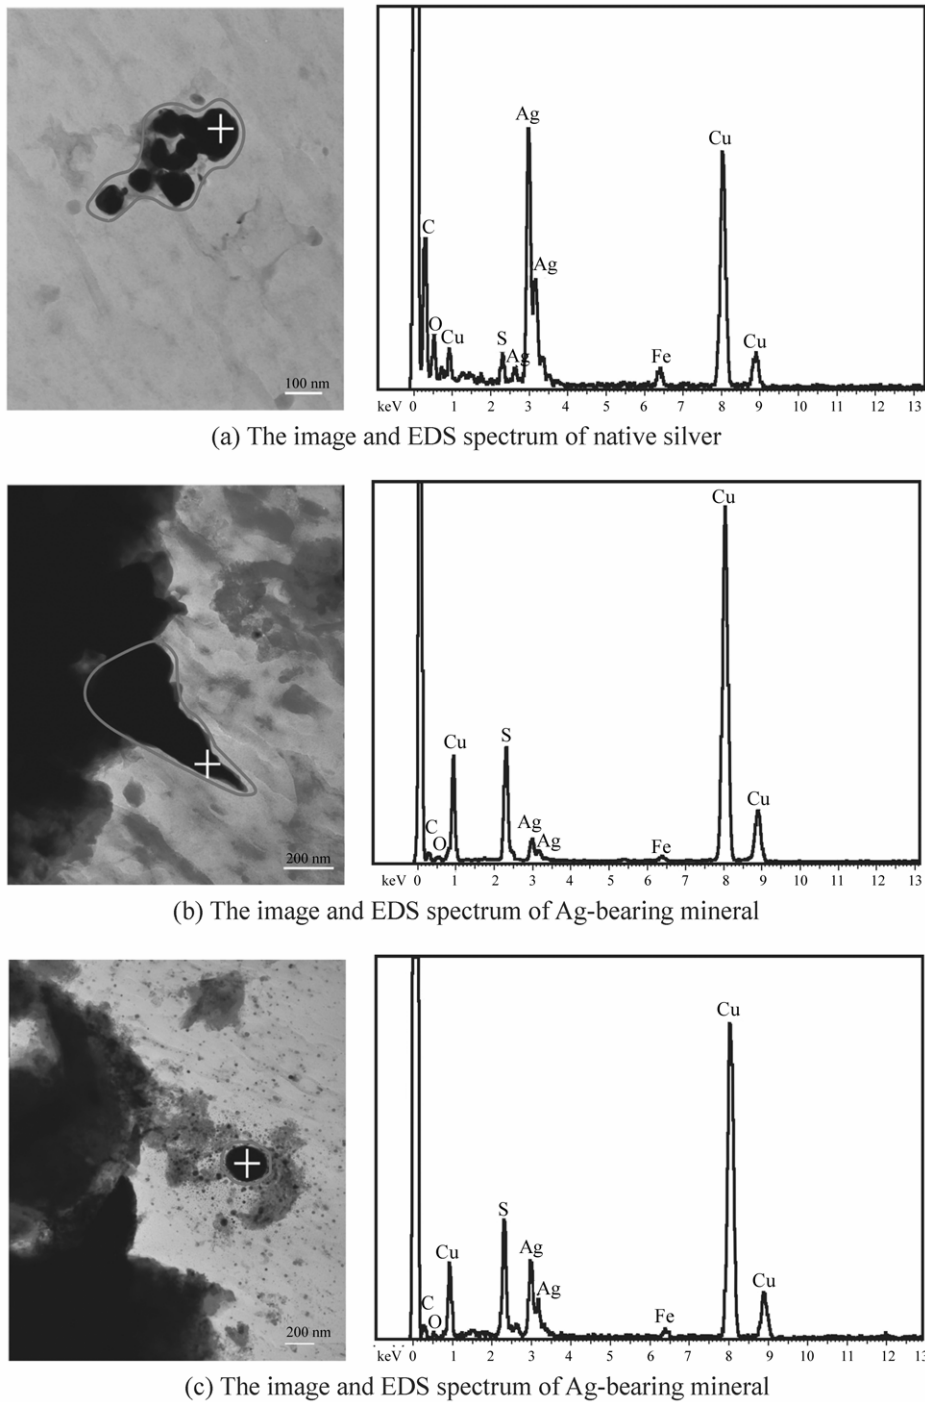 Ag
Cu
C
Ag
O
Cu
S
Ag
Fe
Cu
100 nm
keV 0 1 2 3 4 5 6 7 8 9 10 11 12 13
(a) The image and EDS spectrum of native silver
Cu
Cu
S
Cu
Ag
Ag
C
O
Fe
200 nm
keV 0 1 2 3 4 5 6 7 8 9 10 11 12 13
(b) The image and EDS spectrum of Ag-bearing mineral
Cu
S
Cu
Ag
Ag
Cu
C
O
Fe
200 nm
keV 0 1 2 3 4 5 6 7 8 9 10 11 12 13
(c) The image and EDS spectrum of Ag-bearing mineral